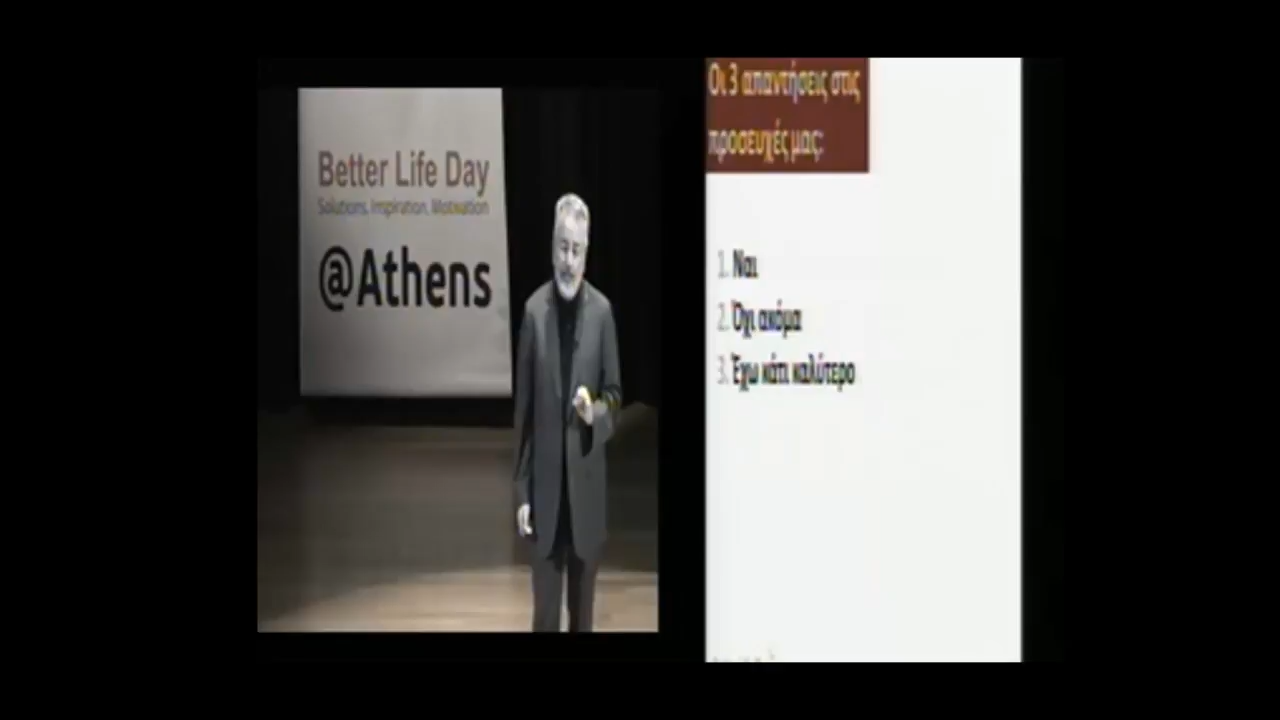 Better Life Day
Solutions, Inspiration, Motivation
@Athens
Οι 3 απαντήσεις στις
προσευχές μας:
1. Ναι
2. Όχι ακόμα
3. Έχω κάτι καλύτερο